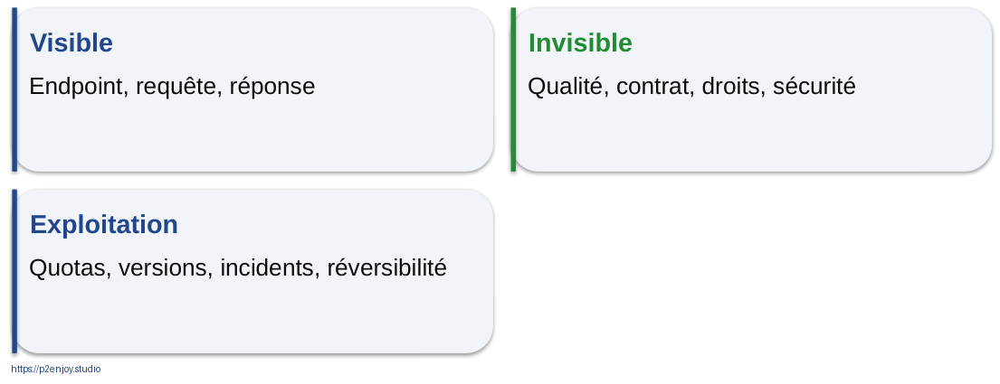 Visible
Endpoint, requête, réponse
Invisible
Qualité, contrat, droits, sécurité
Exploitation
Quotas, versions, incidents, réversibilité
https://p2enjoy.studio